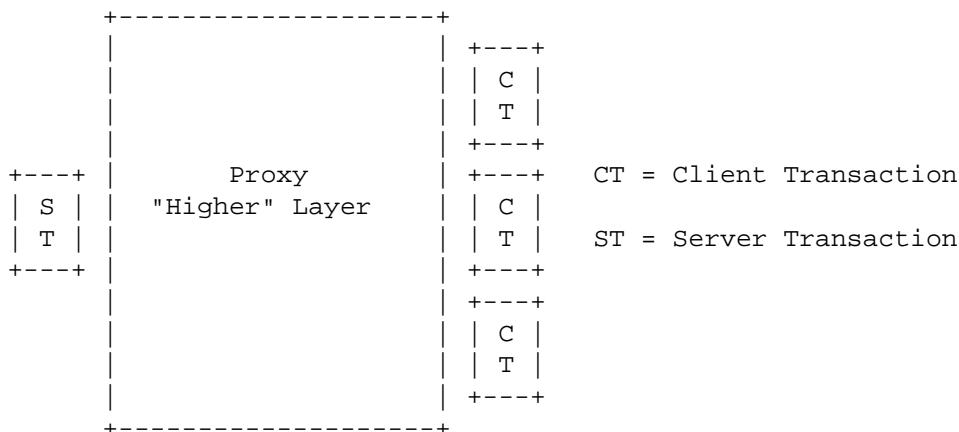 C
T
Proxy
CT = Client Transaction
S
"Higher" Layer
C
T
T
ST = Server Transaction
C
T